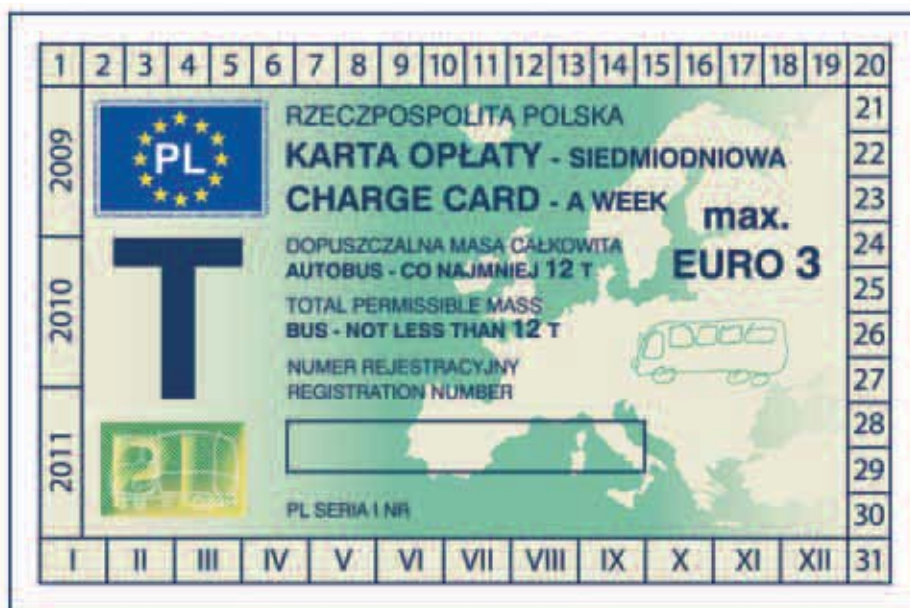 1 2 3 4 5 6 7 8 9 10 11 12 13 14 15 16 17 18 19 20
21
22
23
24
25
26
27
28
29
30
31
2009
2010
2011
PL
RZECZPOSPOLITA POLSKA
KARTA OPŁATY - SIEDMIODNIOWA
CHARGE CARD - A WEEK
max.
EURO 3
T
DOPUSZCZALNA MASA CAŁKOWITA
AUTOBUS - CO NAJMNIEJ 12 T
TOTAL PERMISSIBLE MASS
BUS - NOT LESS THAN 12 T
NUMER REJESTRACYJNY
REGISTRATION NUMBER
PL SERIA I NR
I II III IV V VI VII VIII IX X XI XII